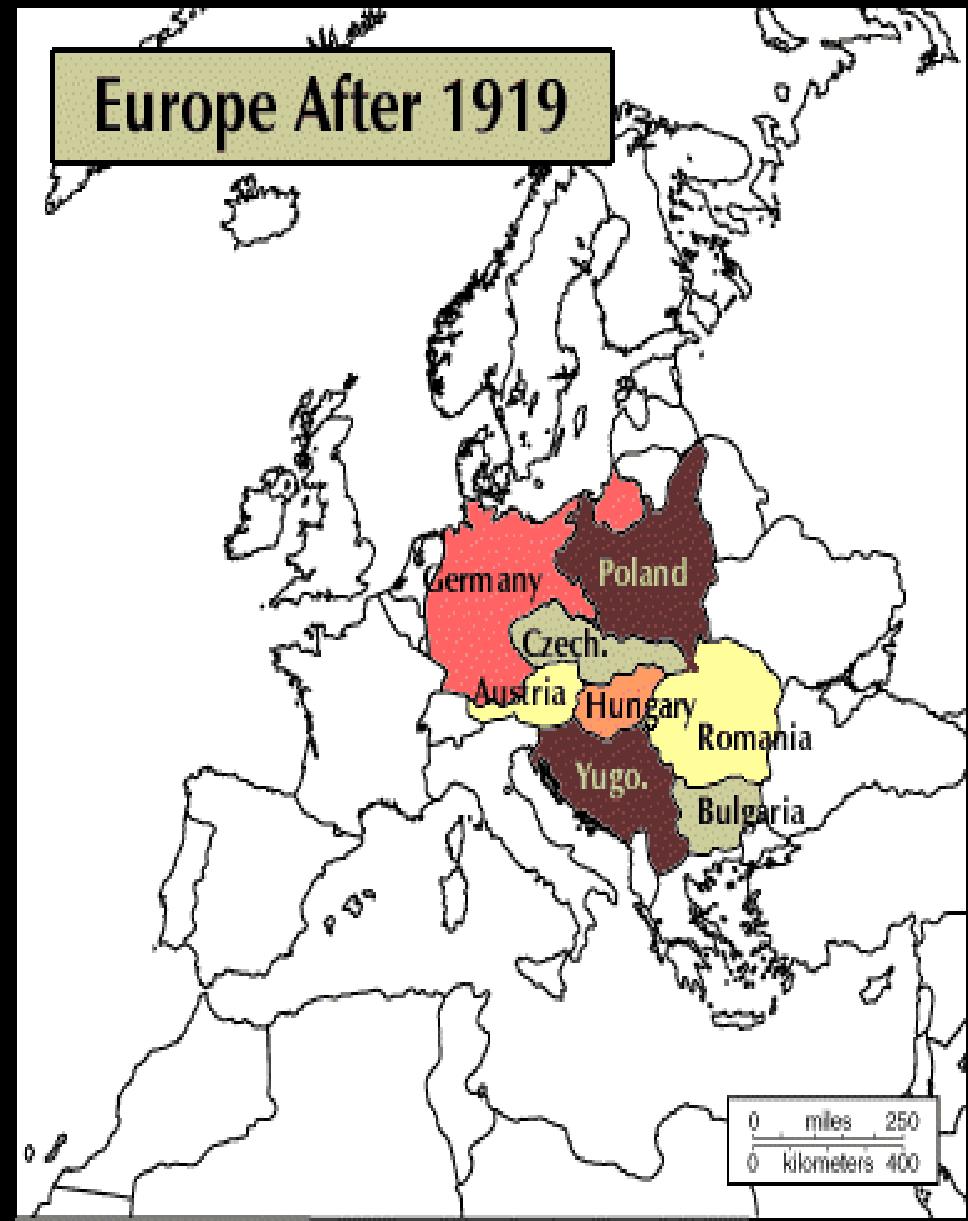 Europe After 1919
Germany
Poland
Czech.
Austria
Hungary
Romania
Yugo.
Bulgaria
0 miles 250
0 kilometers 400